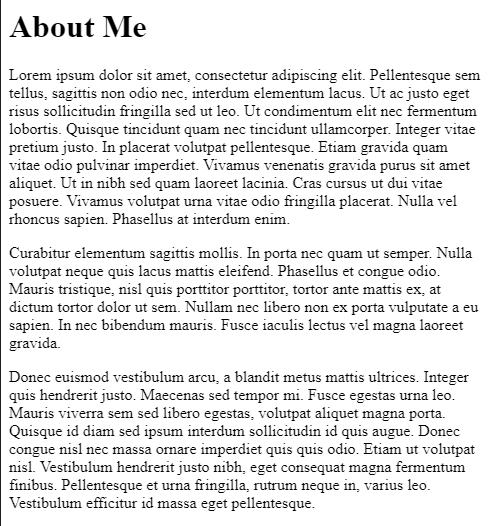 About Me
Lorem ipsum dolor sit amet, consectetur adipiscing elit. Pellentesque sem
tellus, sagittis non odio nec, interdum elementum lacus. Ut ac justo eget
risus sollicitudin fringilla sed ut leo. Ut condimentum elit nec fermentum
lobortis. Quisque tincidunt quam nec tincidunt ullamcorper. Integer vitae
pretium justo. In placerat volutpat pellentesque. Etiam gravida quam
vitae odio pulvinar imperdiet. Vivamus venenatis gravida purus sit amet
aliquet. Ut in nibh sed quam laoreet lacinia. Cras cursus ut dui vitae
posuere. Vivamus volutpat urna vitae odio fringilla placerat. Nulla vel
rhoncus sapien. Phasellus at interdum enim.
Curabitur elementum sagittis mollis. In porta nec quam ut semper. Nulla
volutpat neque quis lacus mattis eleifend. Phasellus et congue odio.
Mauris tristique, nisl quis porttitor porttitor, tortor ante mattis ex, at
dictum tortor dolor ut sem. Nullam nec libero non ex porta vulputate a eu
sapien. In nec bibendum mauris. Fusce iaculis lectus vel magna laoreet
gravida.
Donec euismod vestibulum arcu, a blandit metus mattis ultrices. Integer
quis hendrerit justo. Maecenas sed tempor mi. Fusce egestas urna leo.
Mauris viverra sem sed libero egestas, volutpat aliquet magna porta.
Quisque id diam sed ipsum interdum sollicitudin id quis augue. Donec
congue nisl nec massa ornare imperdiet quis quis odio. Etiam ut volutpat
nisl. Vestibulum hendrerit justo nibh, eget consequat magna fermentum
finibus. Pellentesque et urna fringilla, rutrum neque in, varius leo.
Vestibulum efficitur id massa eget pellentesque.